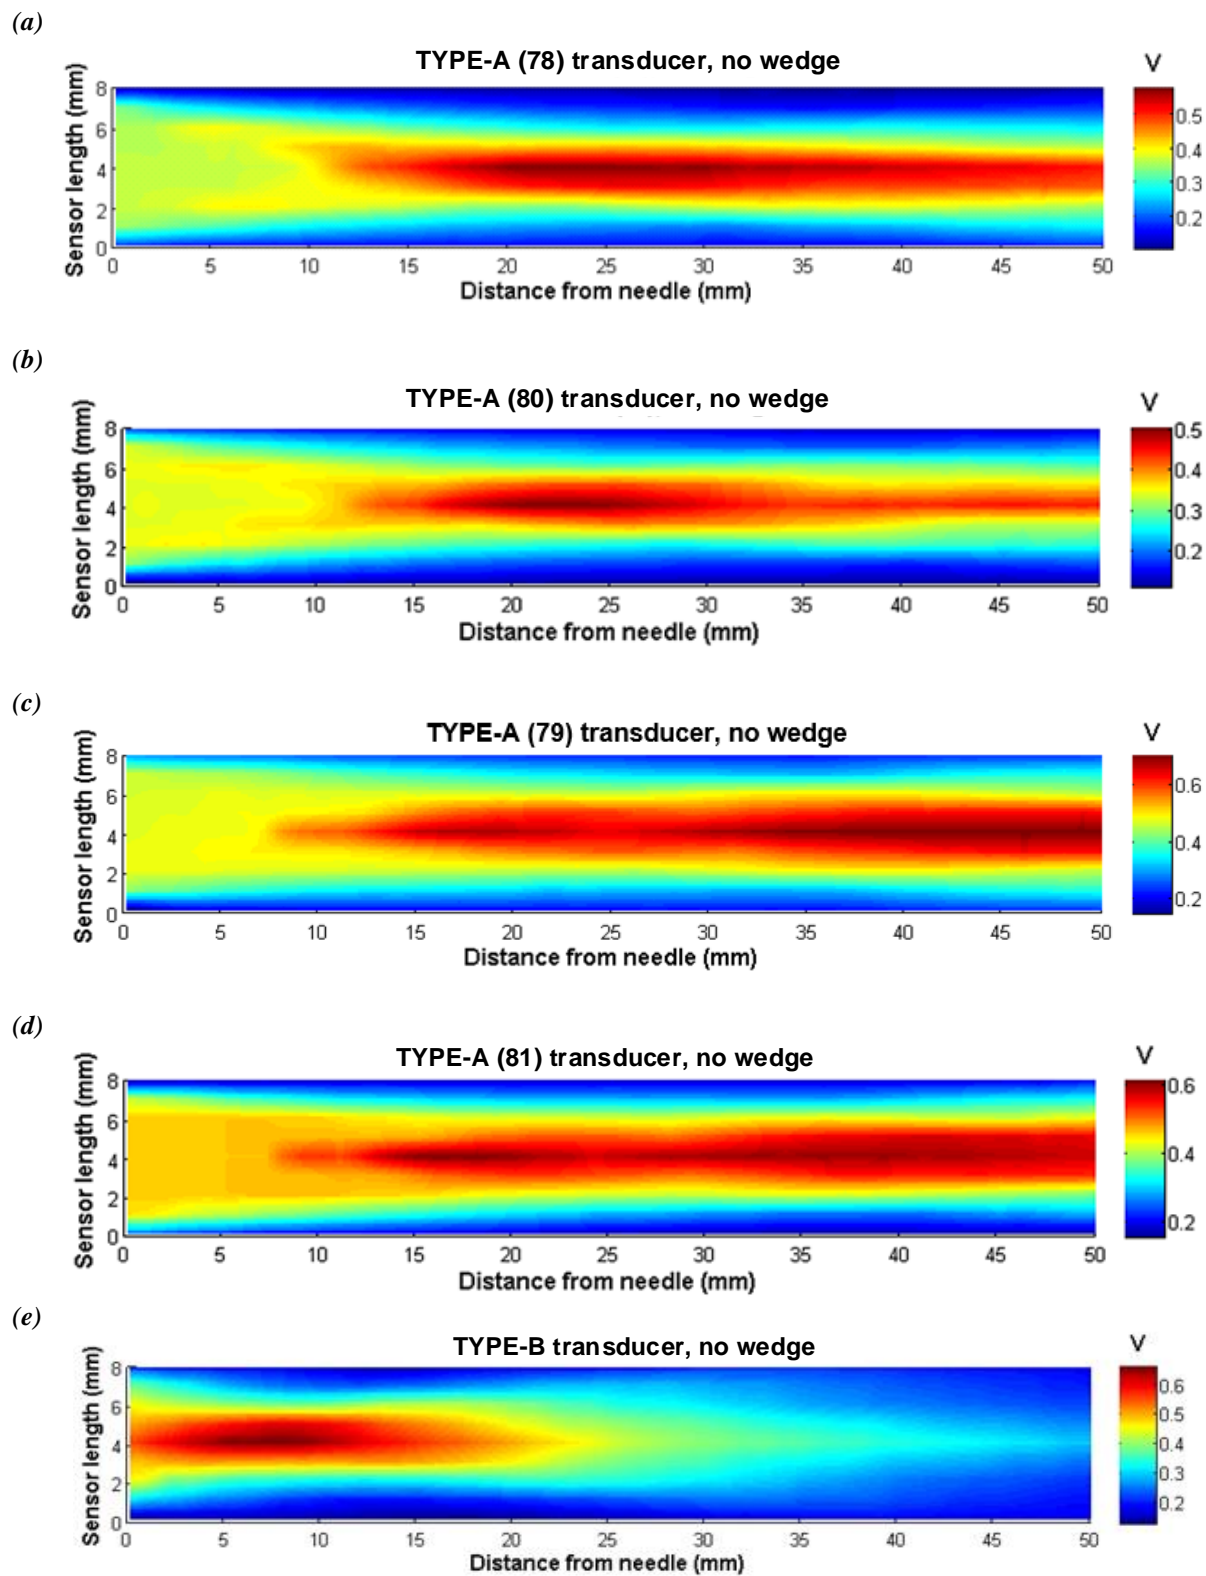 (a)
TYPE-A (78) transducer, no wedge
V
Sensor length (mm)
8
6
4
2
0
0 5 10 15 20 25 30 35 40 45 50
Distance from needle (mm)
0.5
0.4
0.3
0.2
(b)
TYPE-A (80) transducer, no wedge
V
Sensor length (mm)
8
6
4
2
0
0 5 10 15 20 25 30 35 40 45 50
Distance from needle (mm)
0.5
0.4
0.3
0.2
(c)
TYPE-A (79) transducer, no wedge
V
Sensor length (mm)
8
6
4
2
0
0 5 10 15 20 25 30 35 40 45 50
Distance from needle (mm)
0.6
0.4
0.2
(d)
TYPE-A (81) transducer, no wedge
V
Sensor length (mm)
8
6
4
2
0
0 5 10 15 20 25 30 35 40 45 50
Distance from needle (mm)
0.6
0.4
0.2
(e)
TYPE-B transducer, no wedge
V
Sensor length (mm)
8
6
4
2
0
0 5 10 15 20 25 30 35 40 45 50
Distance from needle (mm)
0.6
0.5
0.4
0.3
0.2